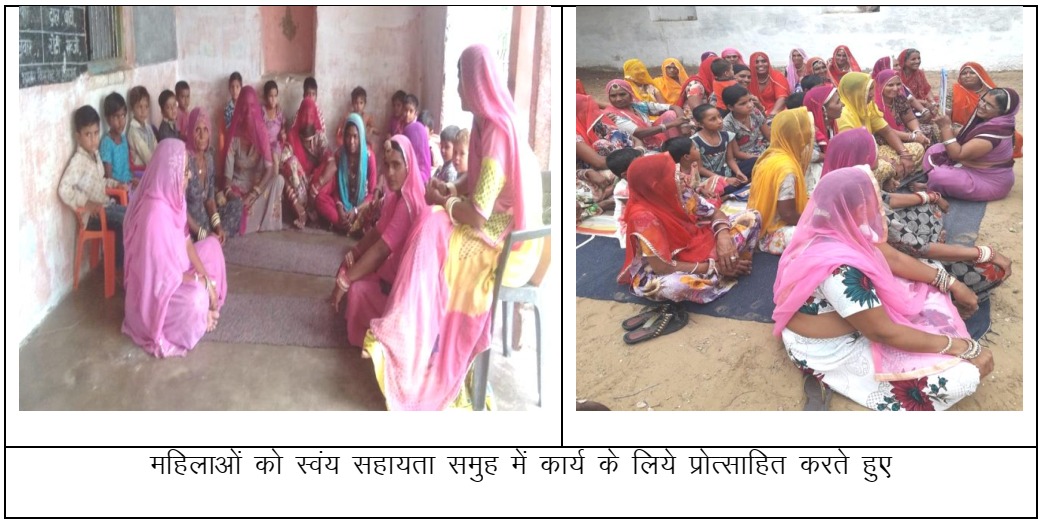 महिलाओं को स्वंय सहायता समुह में कार्य के लिये प्रोत्साहित करते हुए